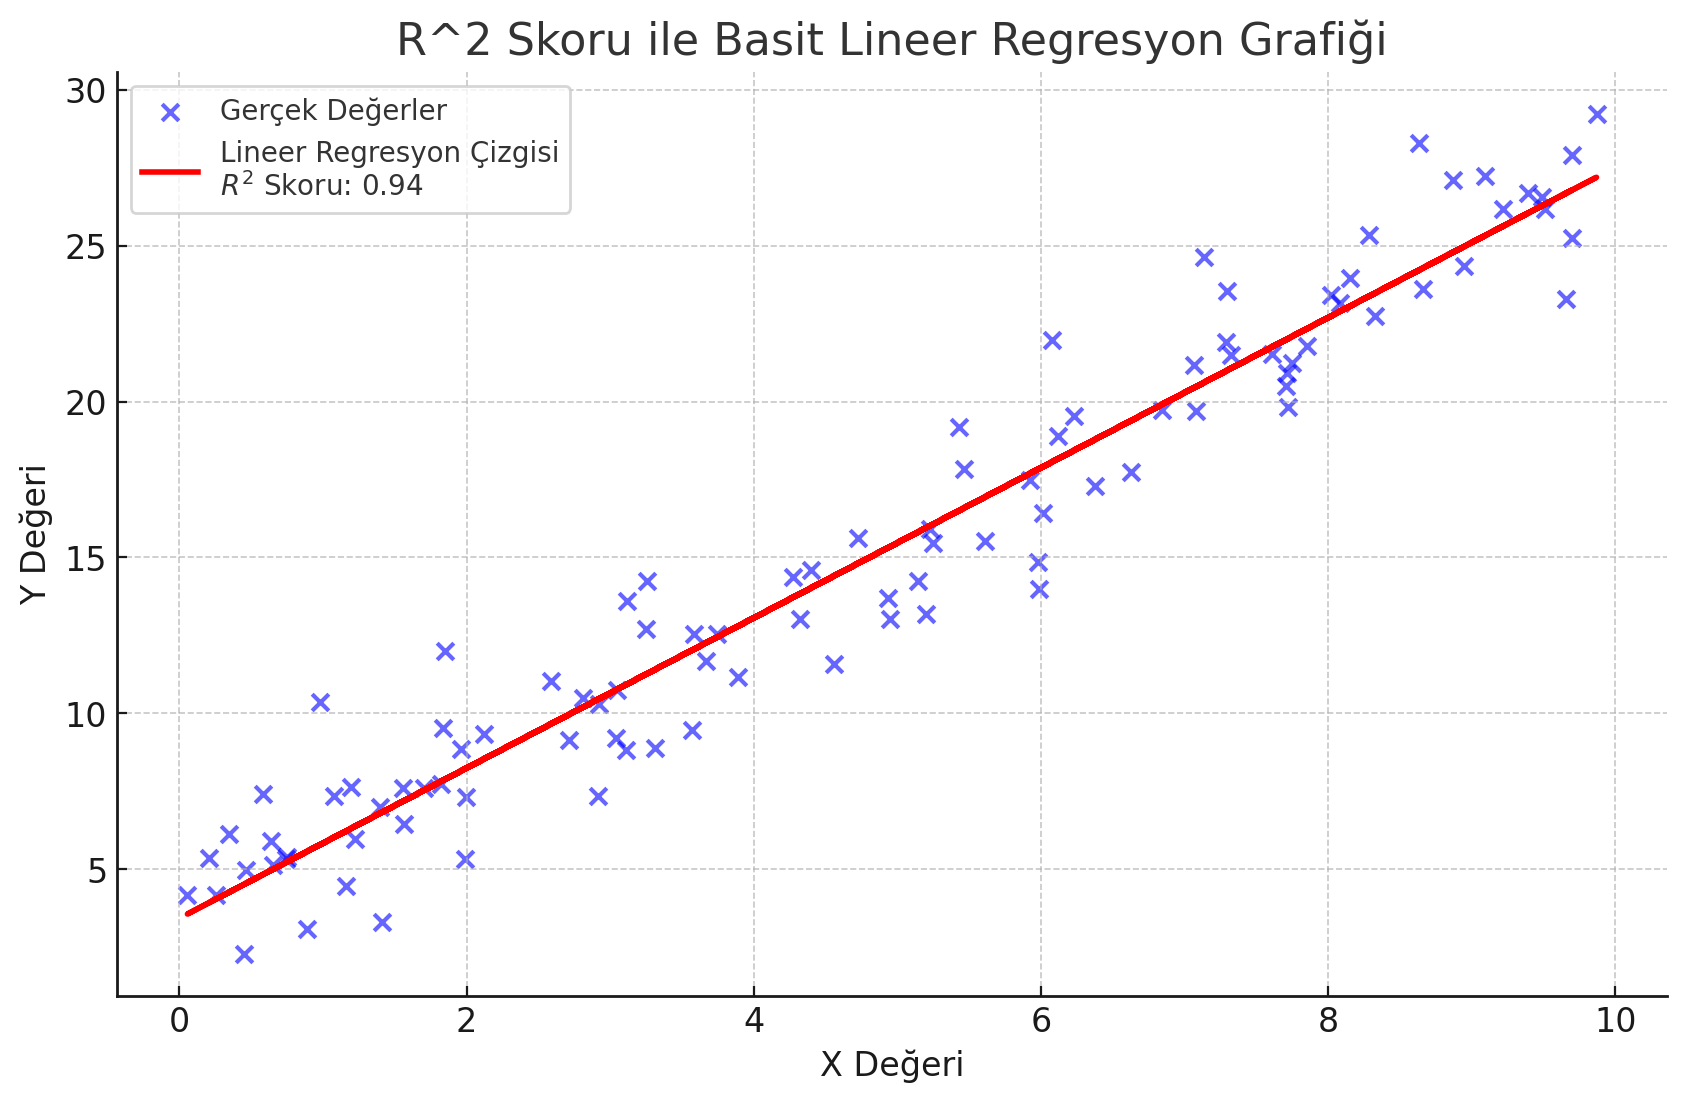 R^2 Skoru ile Basit Lineer Regresyon Grafiği
Gerçek Değerler
Lineer Regresyon Çizgisi
R² Skoru: 0.94
30
25
20
15
10
5
Y Değeri
0 2 4 6 8 10
X Değeri